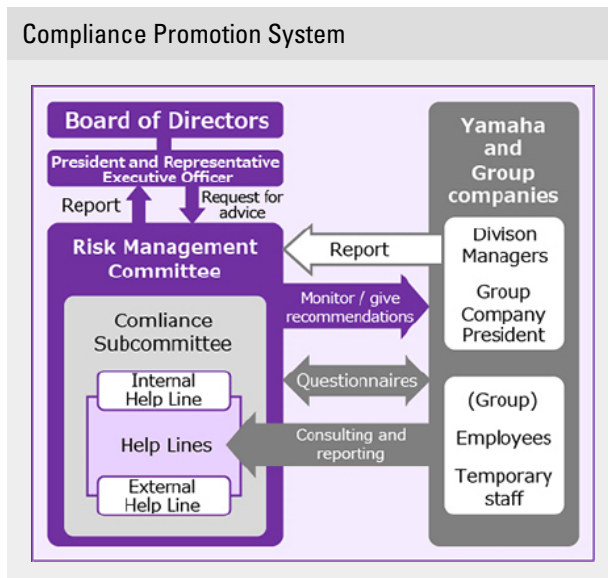 Compliance Promotion System
Board of Directors
President and Representative
Executive Officer
Report
Request for
advice
Risk Management
Committee
Comliance
Subcommittee
Internal
Help Line
Help Lines
External
Help Line
Report
Monitor / give
recommendations
Questionnaires
Consulting and
reporting
Yamaha
and
Group
companies
Divison
Managers
Group
Company
President
(Group)
Employees
Temporary
staff